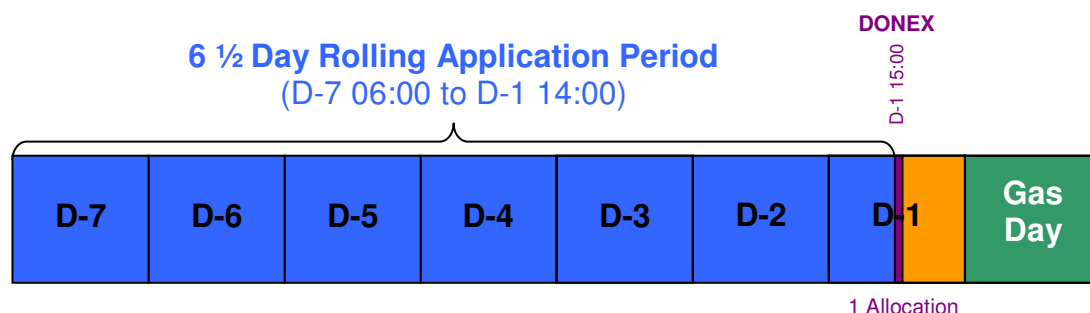 DONEX
6 ½ Day Rolling Application Period
(D-7 06:00 to D-1 14:00)
D-1 15:00
D-7
D-6
D-5
D-4
D-3
D-2
D-1
Gas
Day
1 Allocation